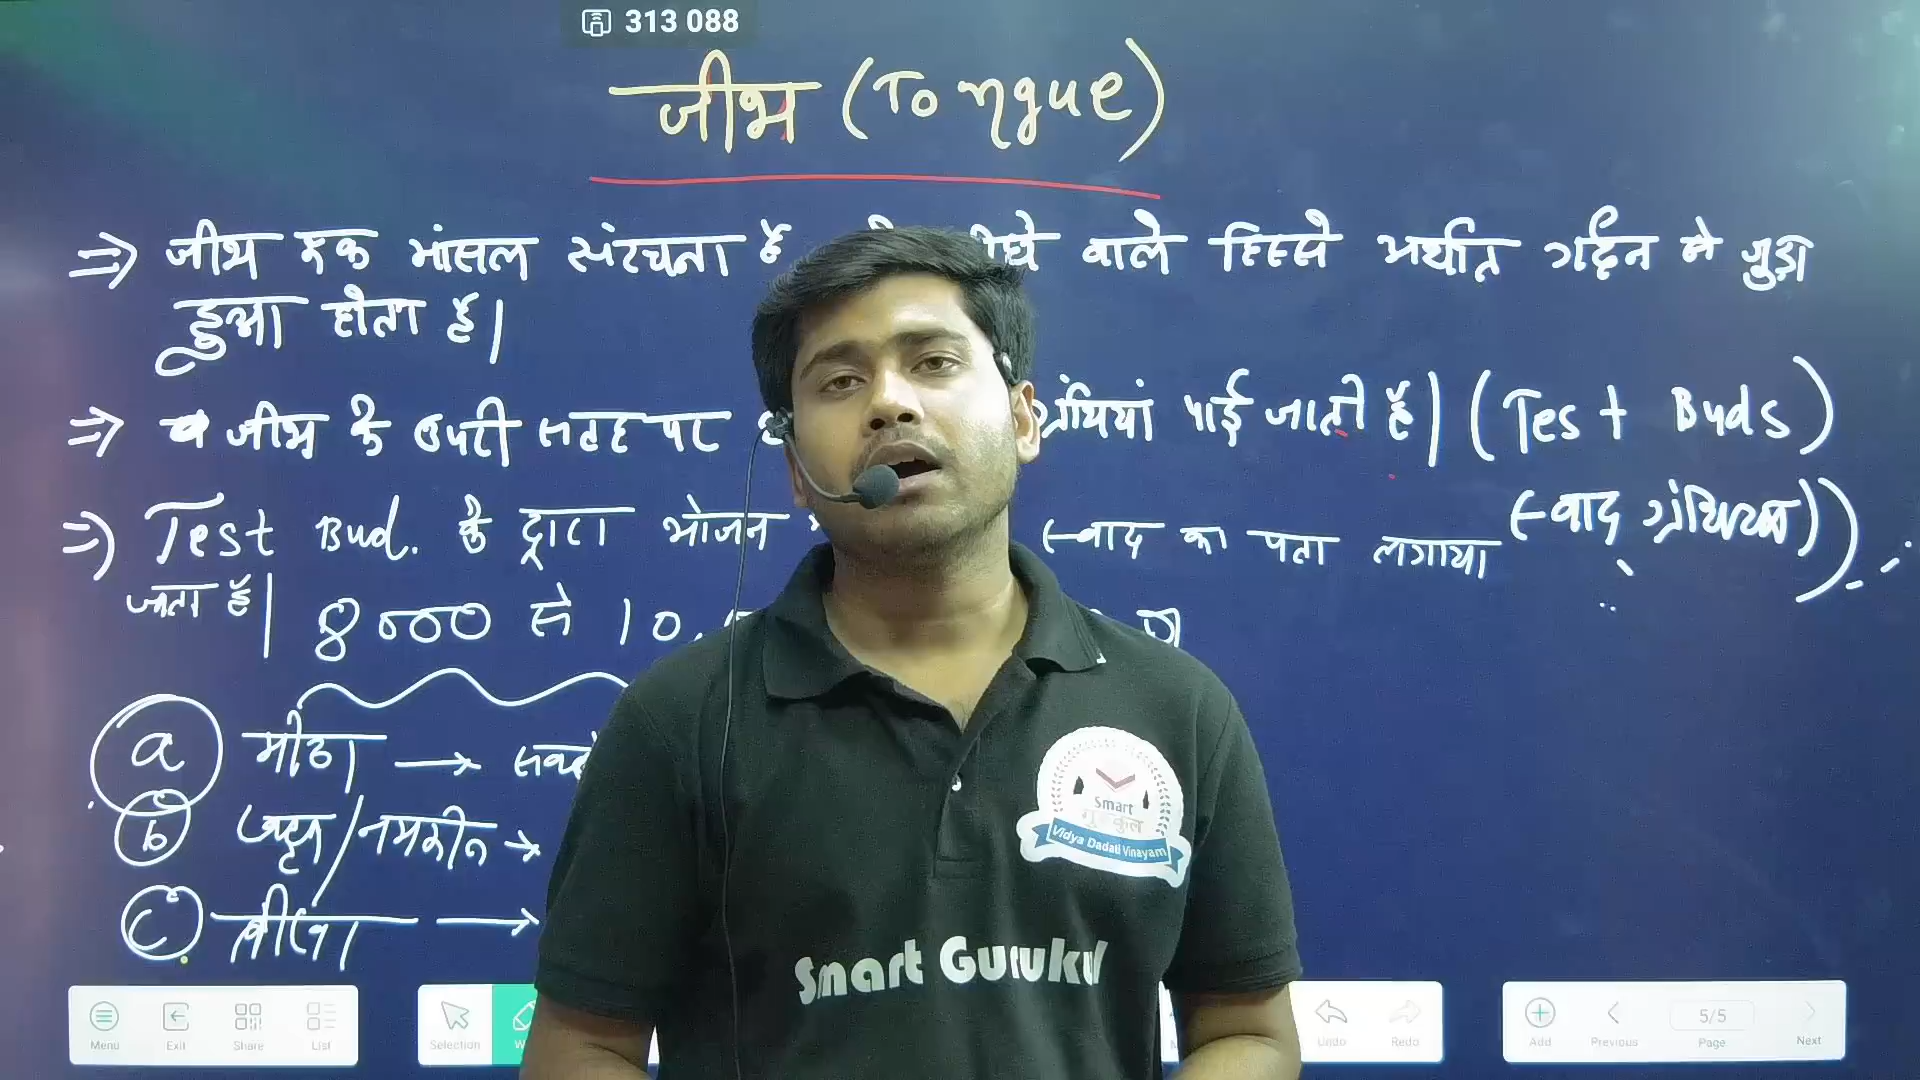 313 088
जीभ (Tongue)
⇒ जीभ एक मांसल संरचना है वाले हिस्से अर्थात गर्दन से जुड़ा
हुआ होता है|
⇒ जीभ के ऊपरी सतह पर ग्रंथियां पाई जाती है| (Test Buds)
(स्वाद ग्रंथियां)
⇒ Test Bud. के द्वारा भोजन स्वाद का पता लगाया
जाता है| 8000 से 10,
a मीठा →
b खट्टा/नमकीन →
c तीखा →
Smart
गुरुकुल
Vidya Dadati Vinayam
Smart Gurukul
Menu Exit Share List Selection Undo Redo Add Previous 5/5 Page Next